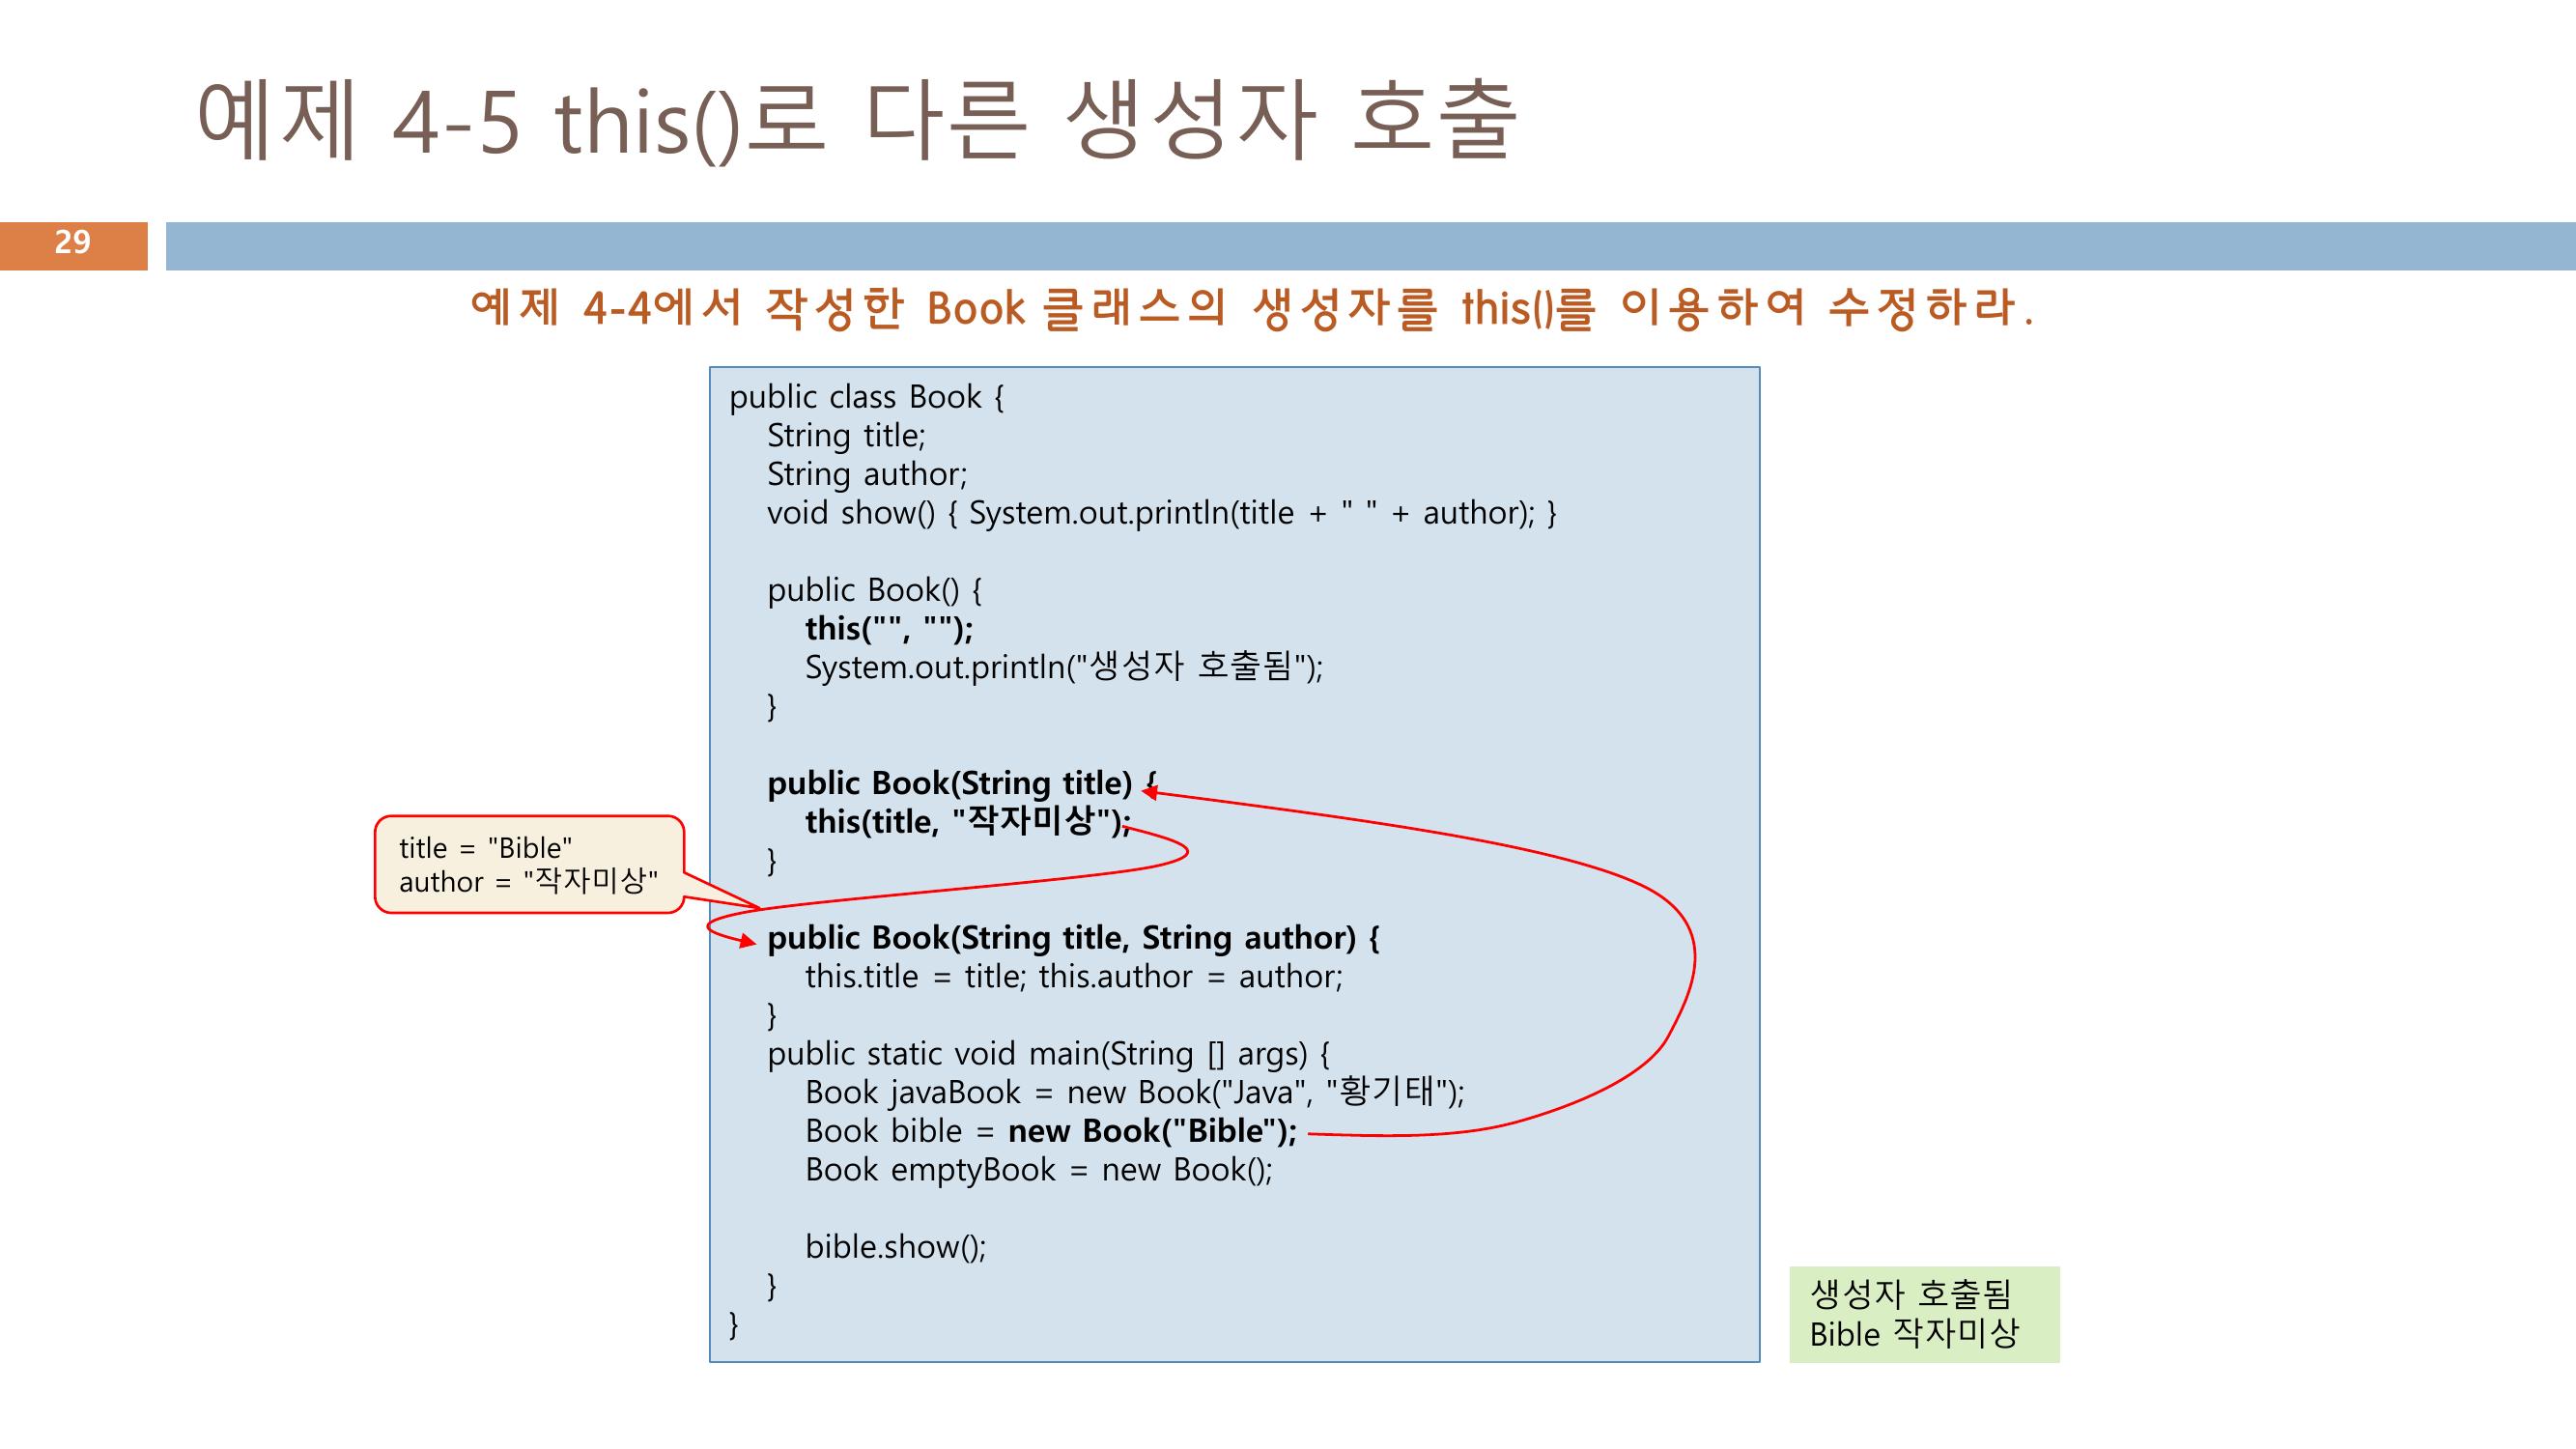 예제 4-5 this()로 다른 생성자 호출
29
예제 4-4에서 작성한 Book 클래스의 생성자를 this()를 이용하여 수정하라.
public class Book {
String title;
String author;
void show() { System.out.println(title + " " + author); }
public Book() {
this("", "");
System.out.println("생성자 호출됨");
}
public Book(String title) {
this(title, "작자미상");
}
title = "Bible"
author = "작자미상"
public Book(String title, String author) {
this.title = title; this.author = author;
}
public static void main(String [] args) {
Book javaBook = new Book("Java", "황기태");
Book bible = new Book("Bible");
Book emptyBook = new Book();
bible.show();
}
}
생성자 호출됨
Bible 작자미상